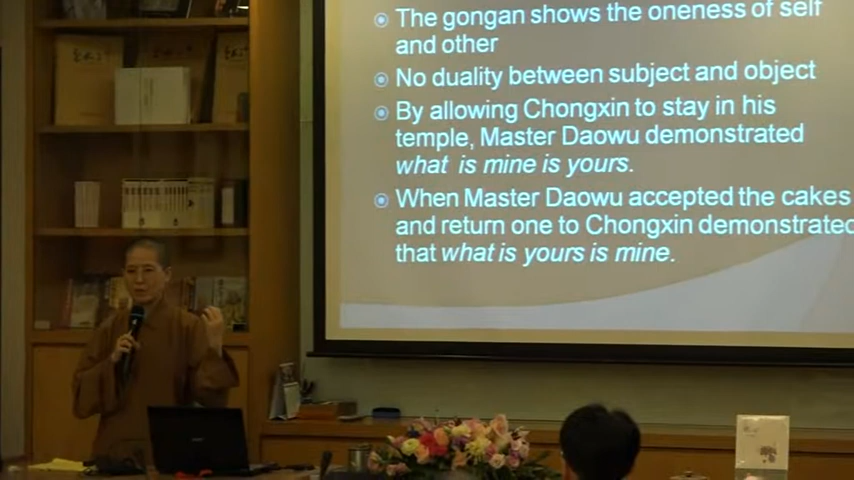 The gongan shows the oneness of self
and other
No duality between subject and object
By allowing Chongxin to stay in his
temple, Master Daowu demonstrated
what is mine is yours.
When Master Daowu accepted the cakes
and return one to Chongxin, demonstrated
that what is yours is mine.